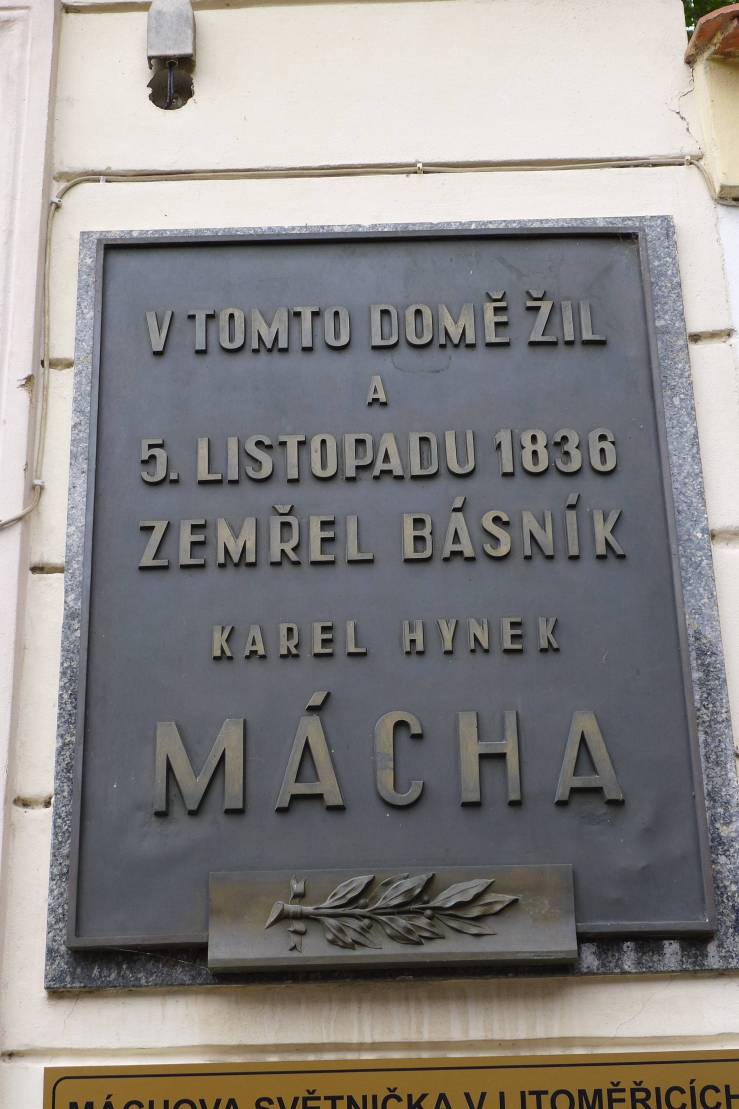 V TOMTO DOMĚ ŽIL
A
5. LISTOPADU 1836
ZEMŘEL BÁSNÍK
KAREL HYNEK
MÁCHA
MÁCHOVA SVĚTNIČKA V LITOMĚŘICÍCH